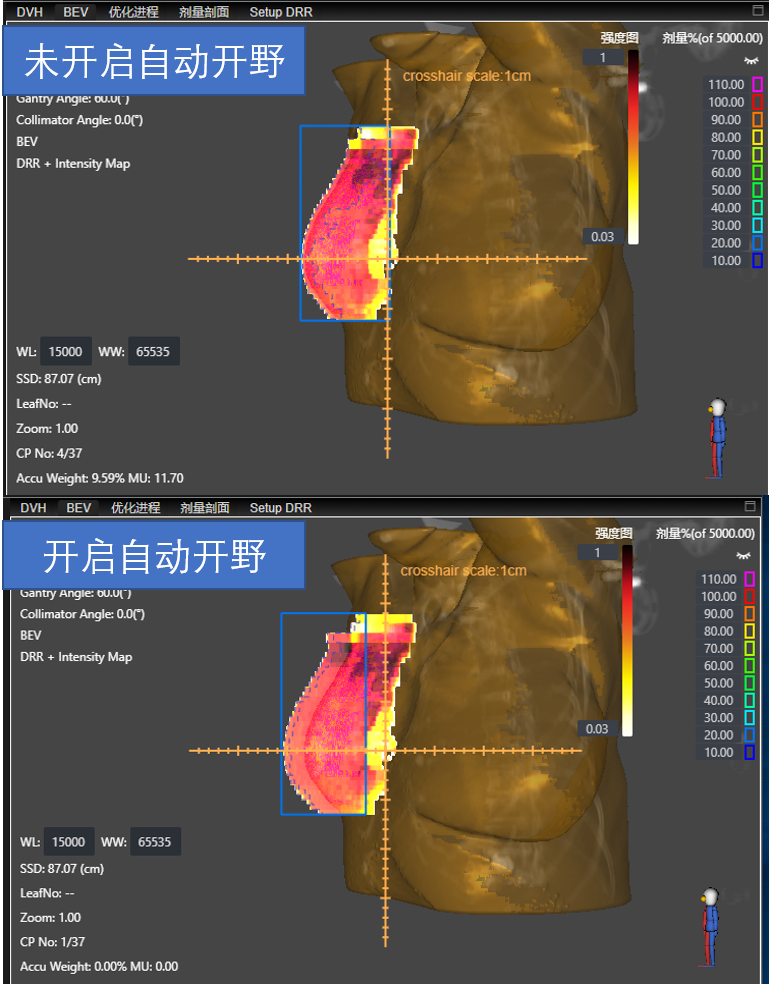 DVH BEV 优化进程 剂量剖面 Setup DRR
未开启自动开野
强度图 剂量%(of 5000.00)
1
crosshair scale:1cm
110.00
100.00
90.00
80.00
70.00
60.00
50.00
40.00
30.00
20.00
10.00
0.03
Gantry Angle: 60.0(°)
Collimator Angle: 0.0(°)
BEV
DRR + Intensity Map
WL: 15000 WW: 65535
SSD: 87.07 (cm)
LeafNo: --
Zoom: 1.00
CP No: 4/37
Accu Weight: 9.59% MU: 11.70
DVH BEV 优化进程 剂量剖面 Setup DRR
开启自动开野
强度图 剂量%(of 5000.00)
1
crosshair scale:1cm
110.00
100.00
90.00
80.00
70.00
60.00
50.00
40.00
30.00
20.00
10.00
0.03
Gantry Angle: 60.0(°)
Collimator Angle: 0.0(°)
BEV
DRR + Intensity Map
WL: 15000 WW: 65535
SSD: 87.07 (cm)
LeafNo: --
Zoom: 1.00
CP No: 1/37
Accu Weight: 0.00% MU: 0.00